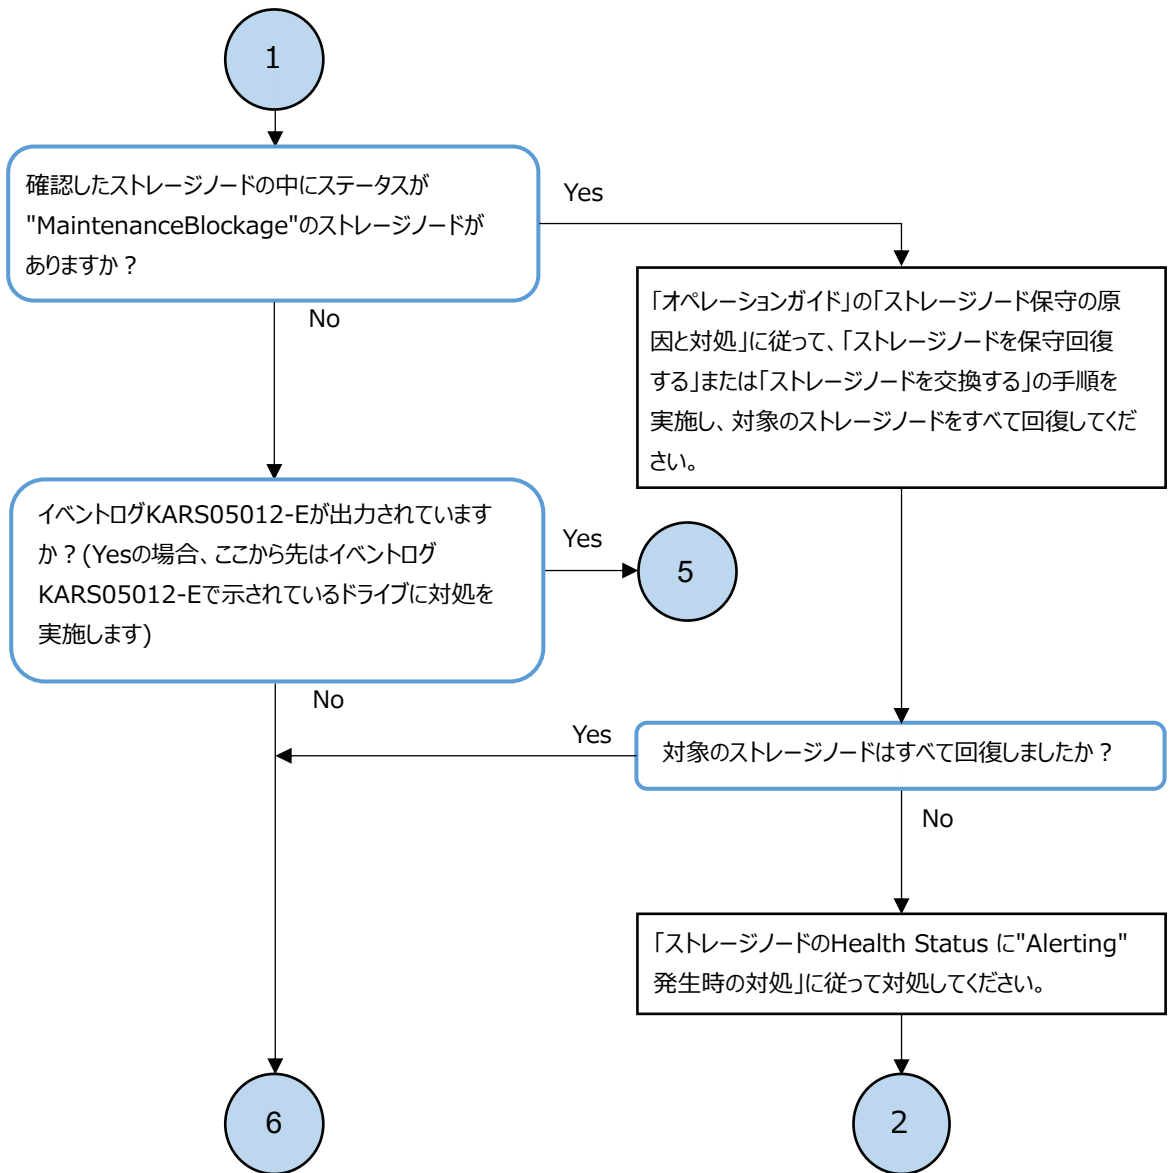 1
確認したストレージノードの中にステータスが
"MaintenanceBlockage"のストレージノードが
ありますか？
Yes
No
「オペレーションガイド」の「ストレージノード保守の原
因と対処」に従って、「ストレージノードを保守回復
する」または「ストレージノードを交換する」の手順を
実施し、対象のストレージノードをすべて回復してくだ
さい。
イベントログKARS05012-Eが出力されています
か？(Yesの場合、ここから先はイベントログ
KARS05012-Eで示されているドライブに対処を
実施します)
Yes
5
No
Yes
対象のストレージノードはすべて回復しましたか？
No
「ストレージノードのHealth Status に"Alerting"
発生時の対処」に従って対処してください。
6
2